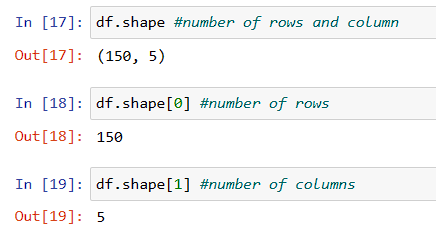 In [17]: df.shape #number of rows and column
Out[17]: (150, 5)
In [18]: df.shape[0] #number of rows
Out[18]: 150
In [19]: df.shape[1] #number of columns
Out[19]: 5